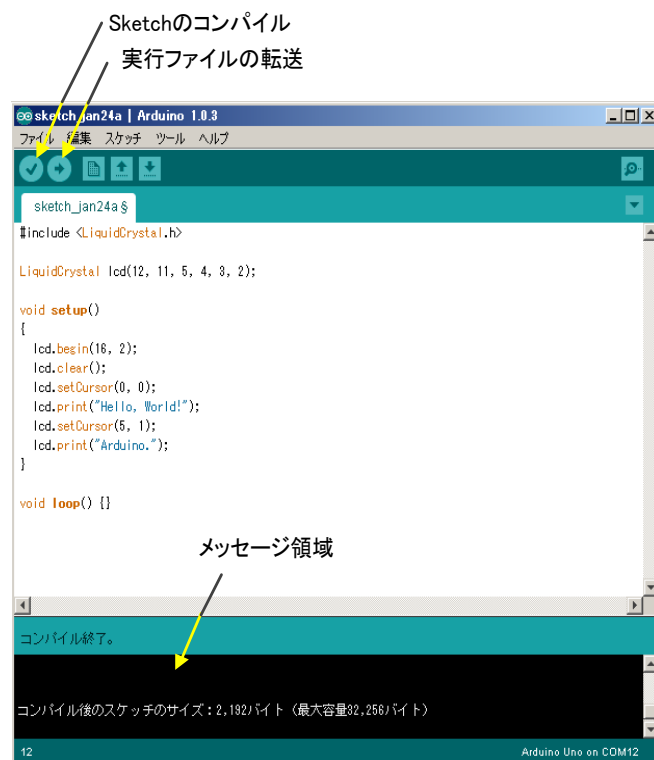 Sketchのコンパイル
実行ファイルの転送
sketch_jan24a | Arduino 1.0.3
ファイル 編集 スケッチ ツール ヘルプ
sketch_jan24a §
#include <LiquidCrystal.h>
LiquidCrystal lcd(12, 11, 5, 4, 3, 2);
void setup()
{
  lcd.begin(16, 2);
  lcd.clear();
  lcd.setCursor(0, 0);
  lcd.print("Hello, World!");
  lcd.setCursor(5, 1);
  lcd.print("Arduino.");
}
void loop() {}
メッセージ領域
コンパイル終了。
コンパイル後のスケッチのサイズ：2,192バイト（最大容量32,256バイト）
12
Arduino Uno on COM12